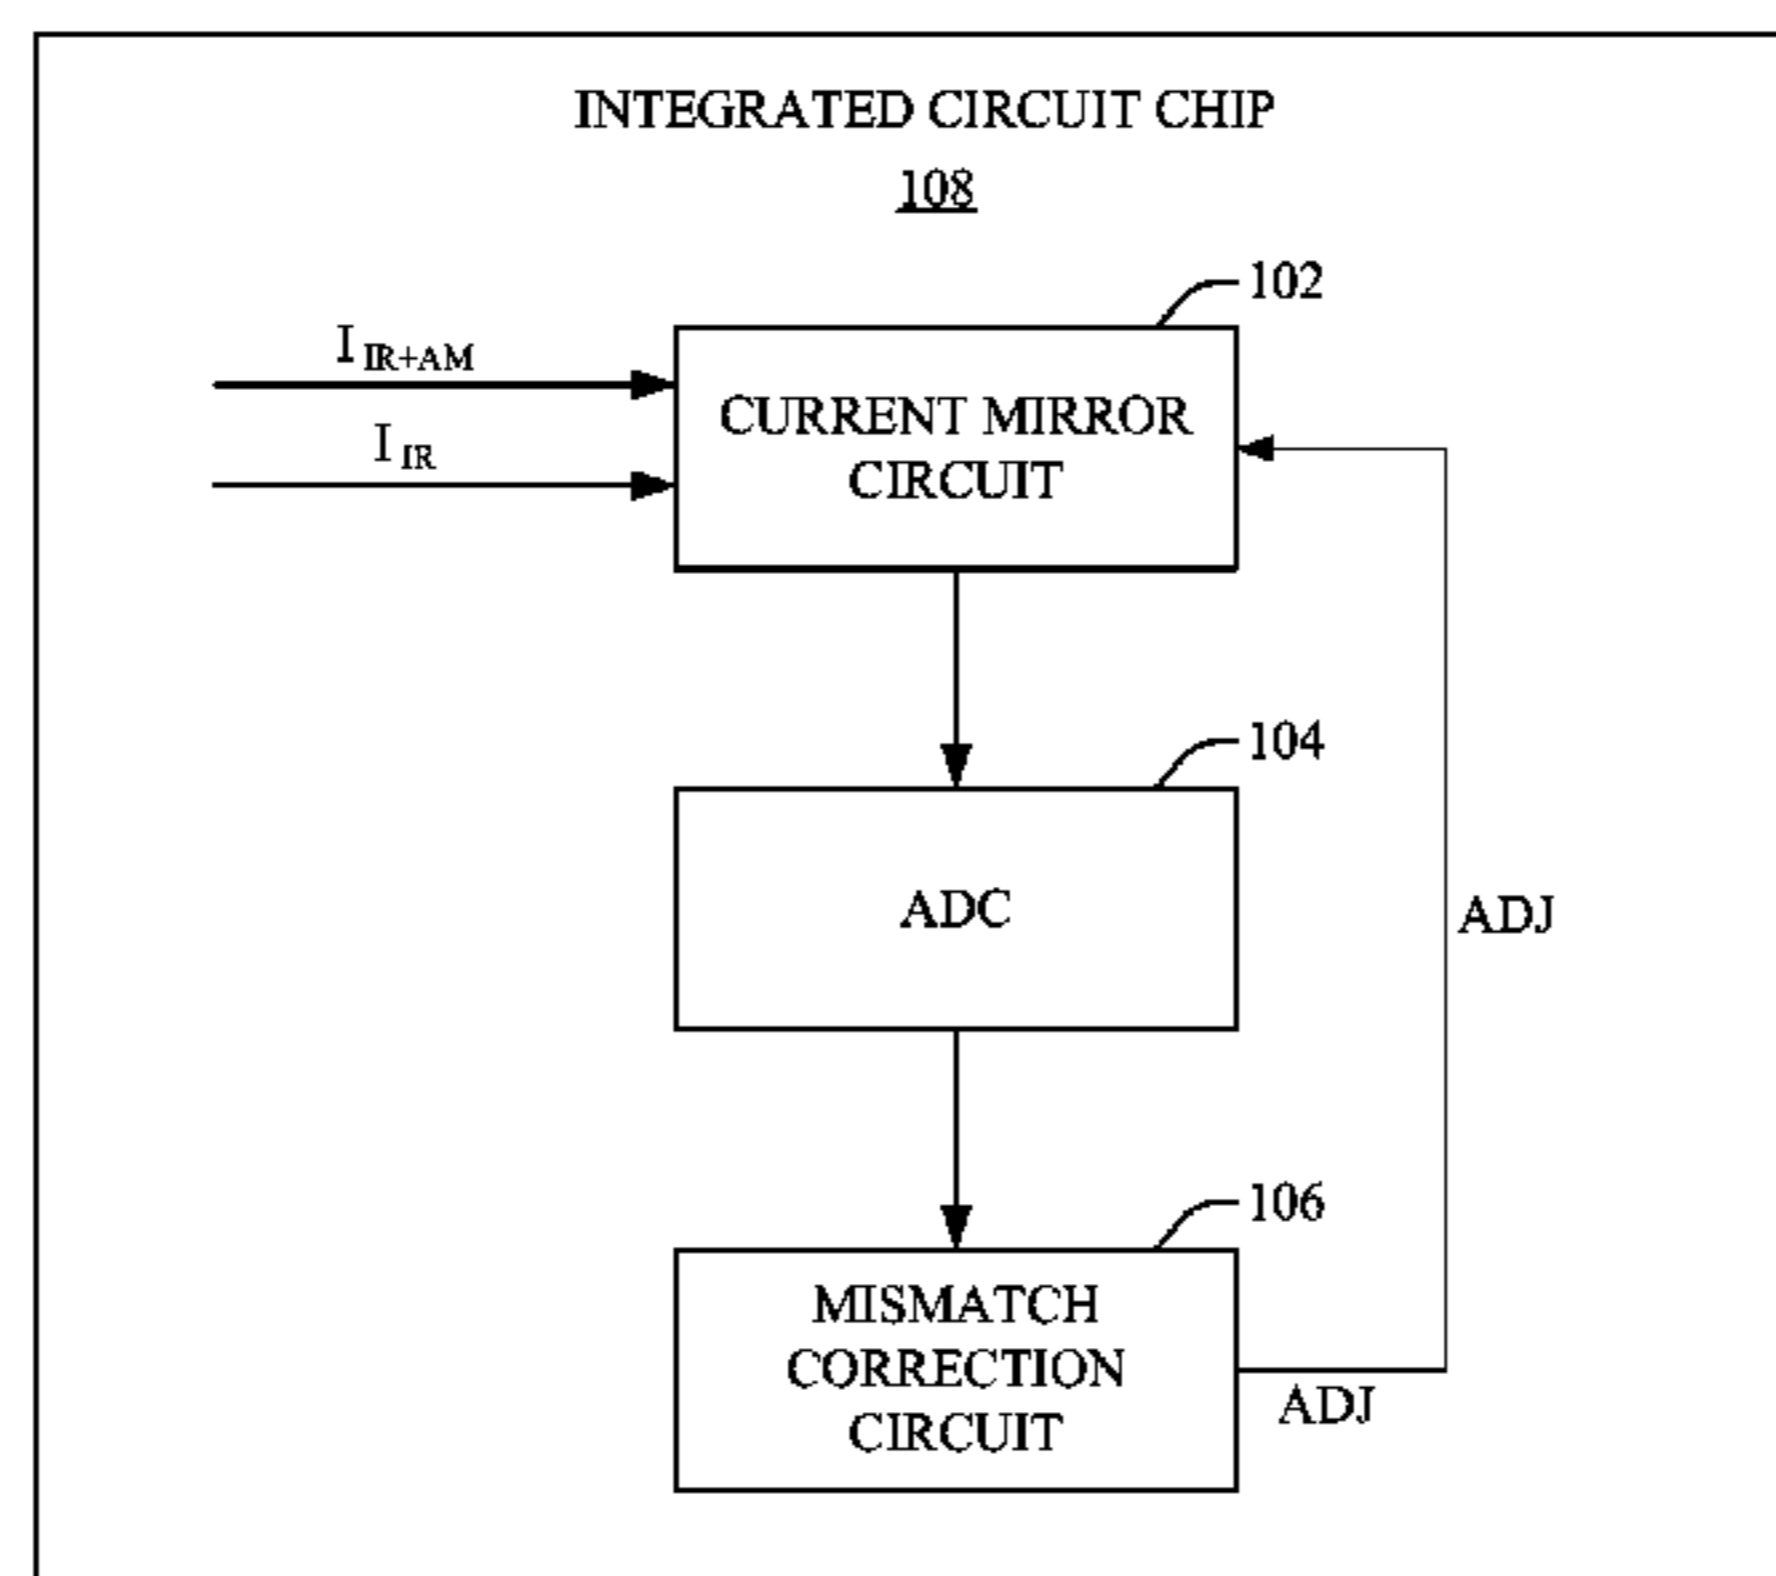 INTEGRATED CIRCUIT CHIP
108
102
I IR+AM
I IR
CURRENT MIRROR
CIRCUIT
104
ADC
ADJ
106
MISMATCH
CORRECTION
CIRCUIT
ADJ